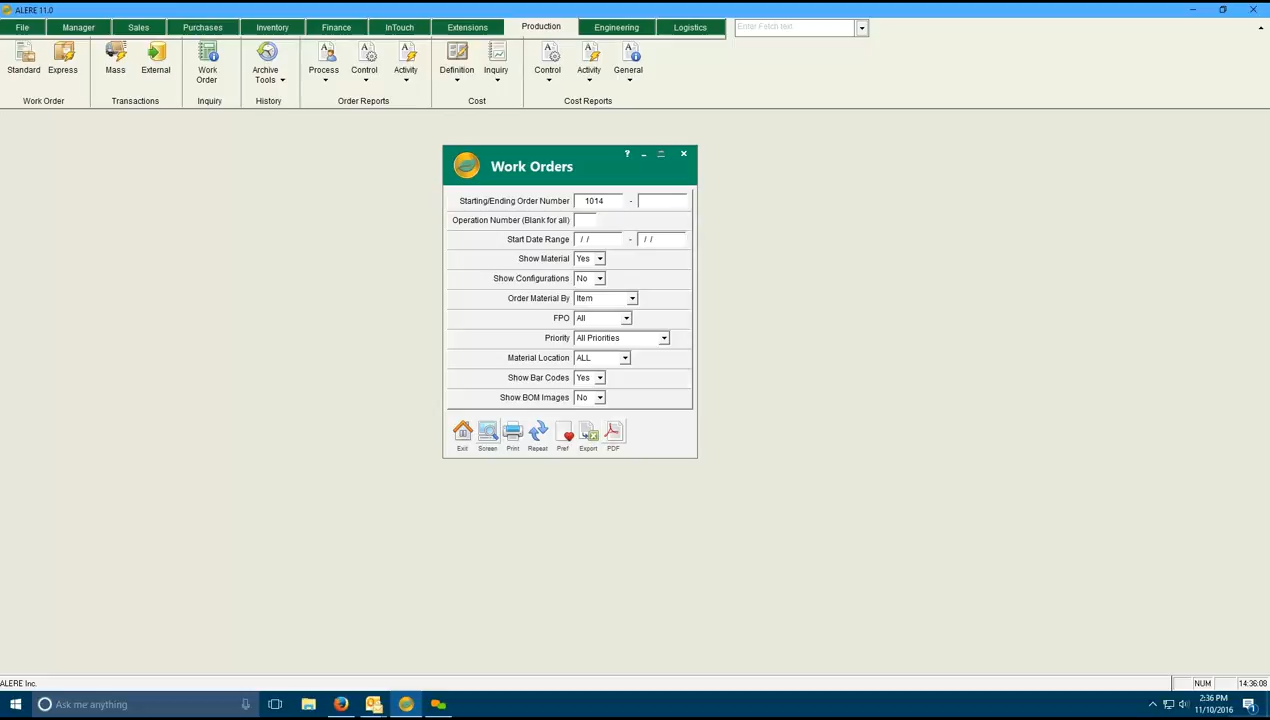 ALERE 11.0
File Manager Sales Purchases Inventory Finance InTouch Extensions Production Engineering Logistics Enter Fetch text
Standard Express Mass External Work Order Archive Tools Process Control Activity Definition Inquiry Control Activity General
Work Order Transactions Inquiry History Order Reports Cost Cost Reports
Work Orders
Starting/Ending Order Number 1014 -
Operation Number (Blank for all)
Start Date Range / / - / /
Show Material Yes
Show Configurations No
Order Material By Item
FPO All
Priority All Priorities
Material Location ALL
Show Bar Codes Yes
Show BOM Images No
Exit Screen Print Repeat Pref Export PDF
ALERE Inc. NUM 14:36:08
Ask me anything 2:36 PM
11/10/2016 1